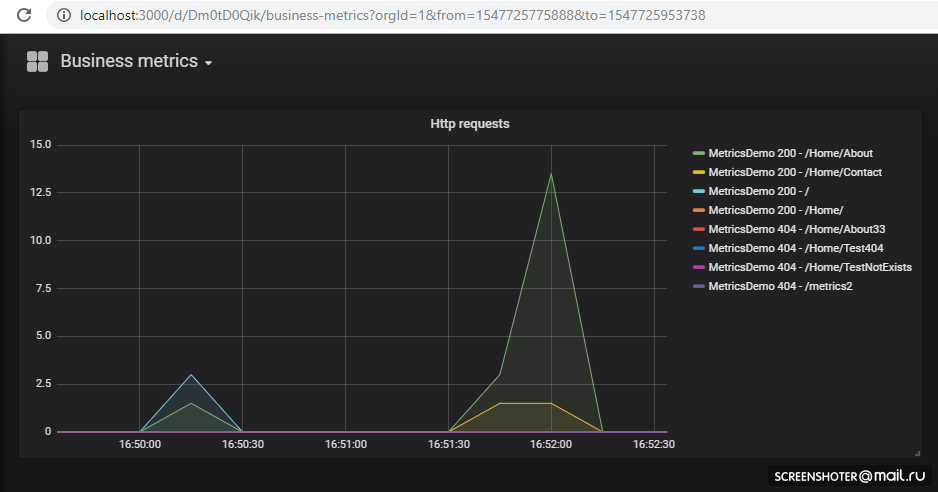 localhost:3000/d/Dm0tD0Qik/business-metrics?orgId=1&from=1547725775888&to=1547725953738
Business metrics
Http requests
15.0
12.5
10.0
7.5
5.0
2.5
0
16:50:00 16:50:30 16:51:00 16:51:30 16:52:00 16:52:30
MetricsDemo 200 - /Home/About
MetricsDemo 200 - /Home/Contact
MetricsDemo 200 - /
MetricsDemo 200 - /Home/
MetricsDemo 404 - /Home/About33
MetricsDemo 404 - /Home/Test404
MetricsDemo 404 - /Home/TestNotExists
MetricsDemo 404 - /metrics2
SCREENSHOTER@mail.ru